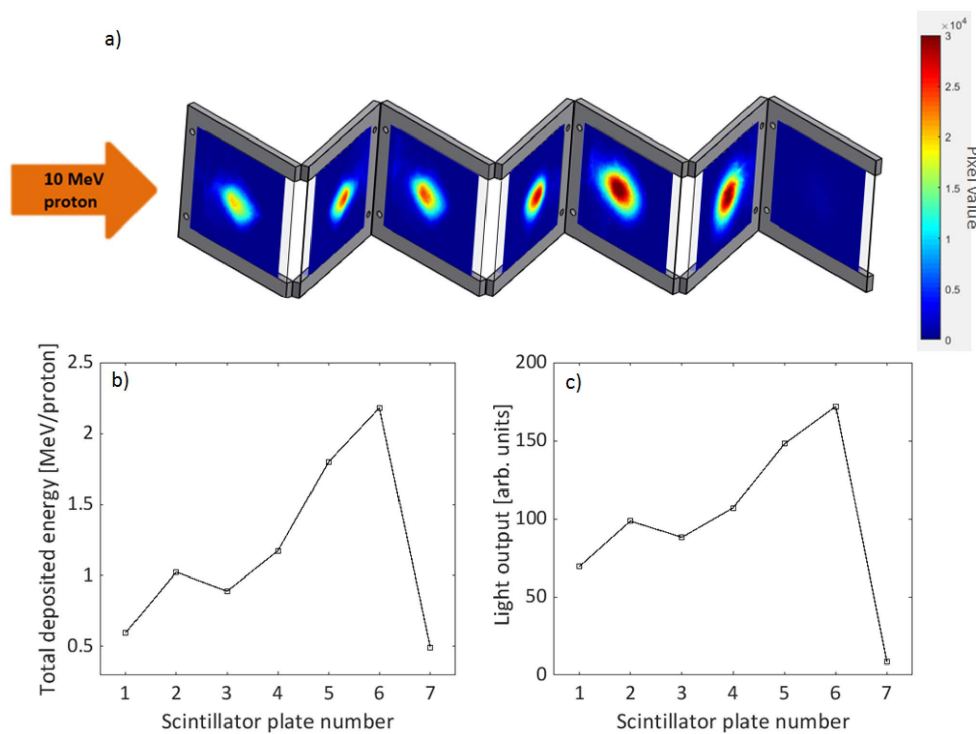 a)
10 MeV
proton
×10⁴
3
2.5
2
1.5
1
0.5
0
Pixel Value
b)
Total deposited energy [MeV/proton]
2.5
2
1.5
1
0.5
1 2 3 4 5 6 7
Scintillator plate number
c)
Light output [arb. units]
200
150
100
50
0
1 2 3 4 5 6 7
Scintillator plate number